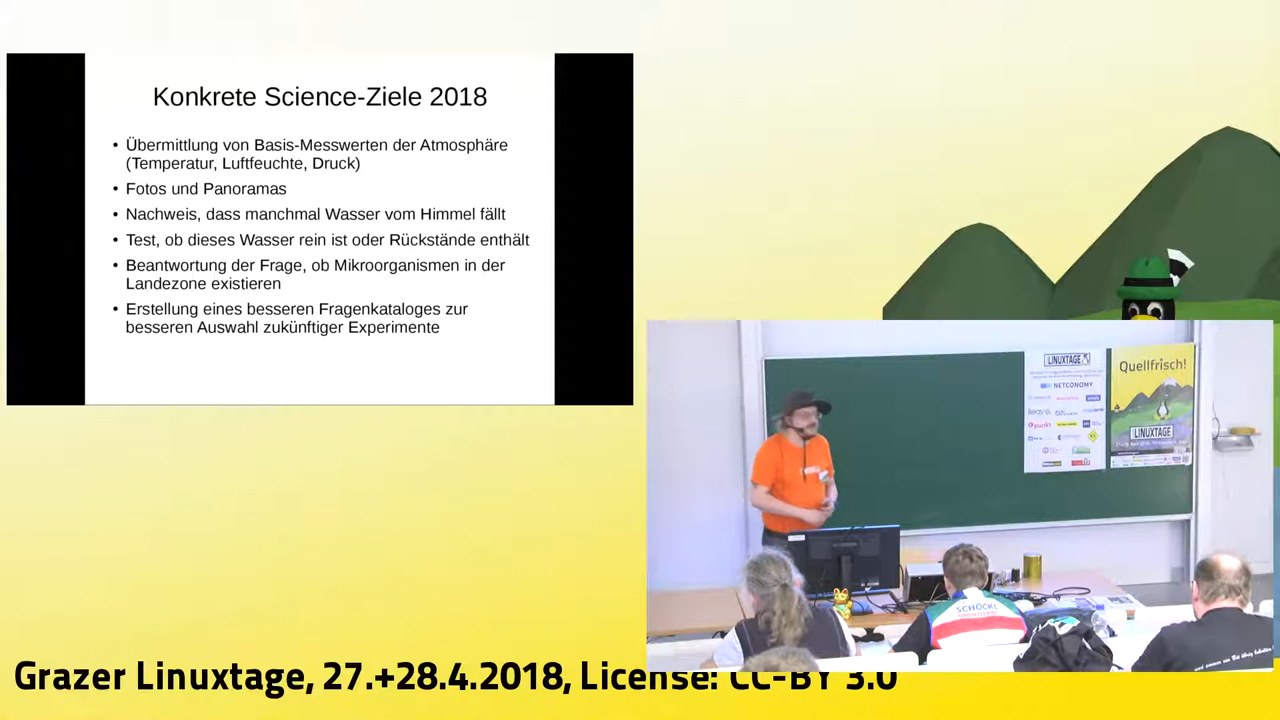 Konkrete Science-Ziele 2018
• Übermittlung von Basis-Messwerten der Atmosphäre
(Temperatur, Luftfeuchte, Druck)
• Fotos und Panoramas
• Nachweis, dass manchmal Wasser vom Himmel fällt
• Test, ob dieses Wasser rein ist oder Rückstände enthält
• Beantwortung der Frage, ob Mikroorganismen in der
Landezone existieren
• Erstellung eines besseren Fragenkataloges zur
besseren Auswahl zukünftiger Experimente
LINUXTAGE
NETCONOMY
punkt
Quellfrisch!
LINUXTAGE
SCHÖCKL
Grazer Linuxtage, 27.+28.4.2018, License: CC-BY 3.0